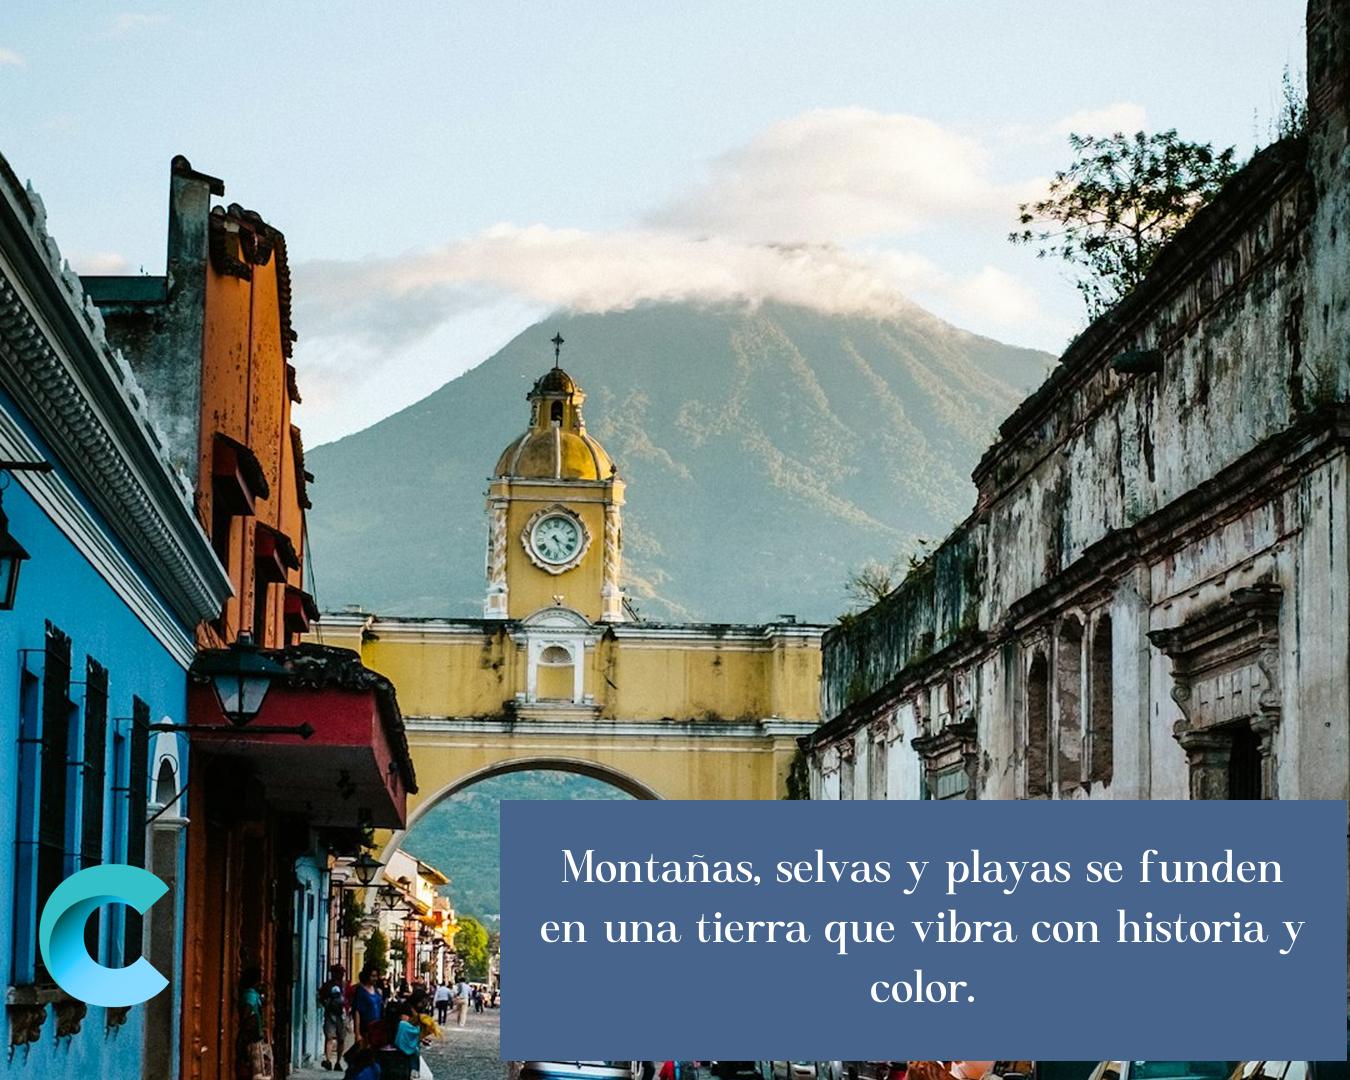 Montañas, selvas y playas se funden
en una tierra que vibra con historia y
color.